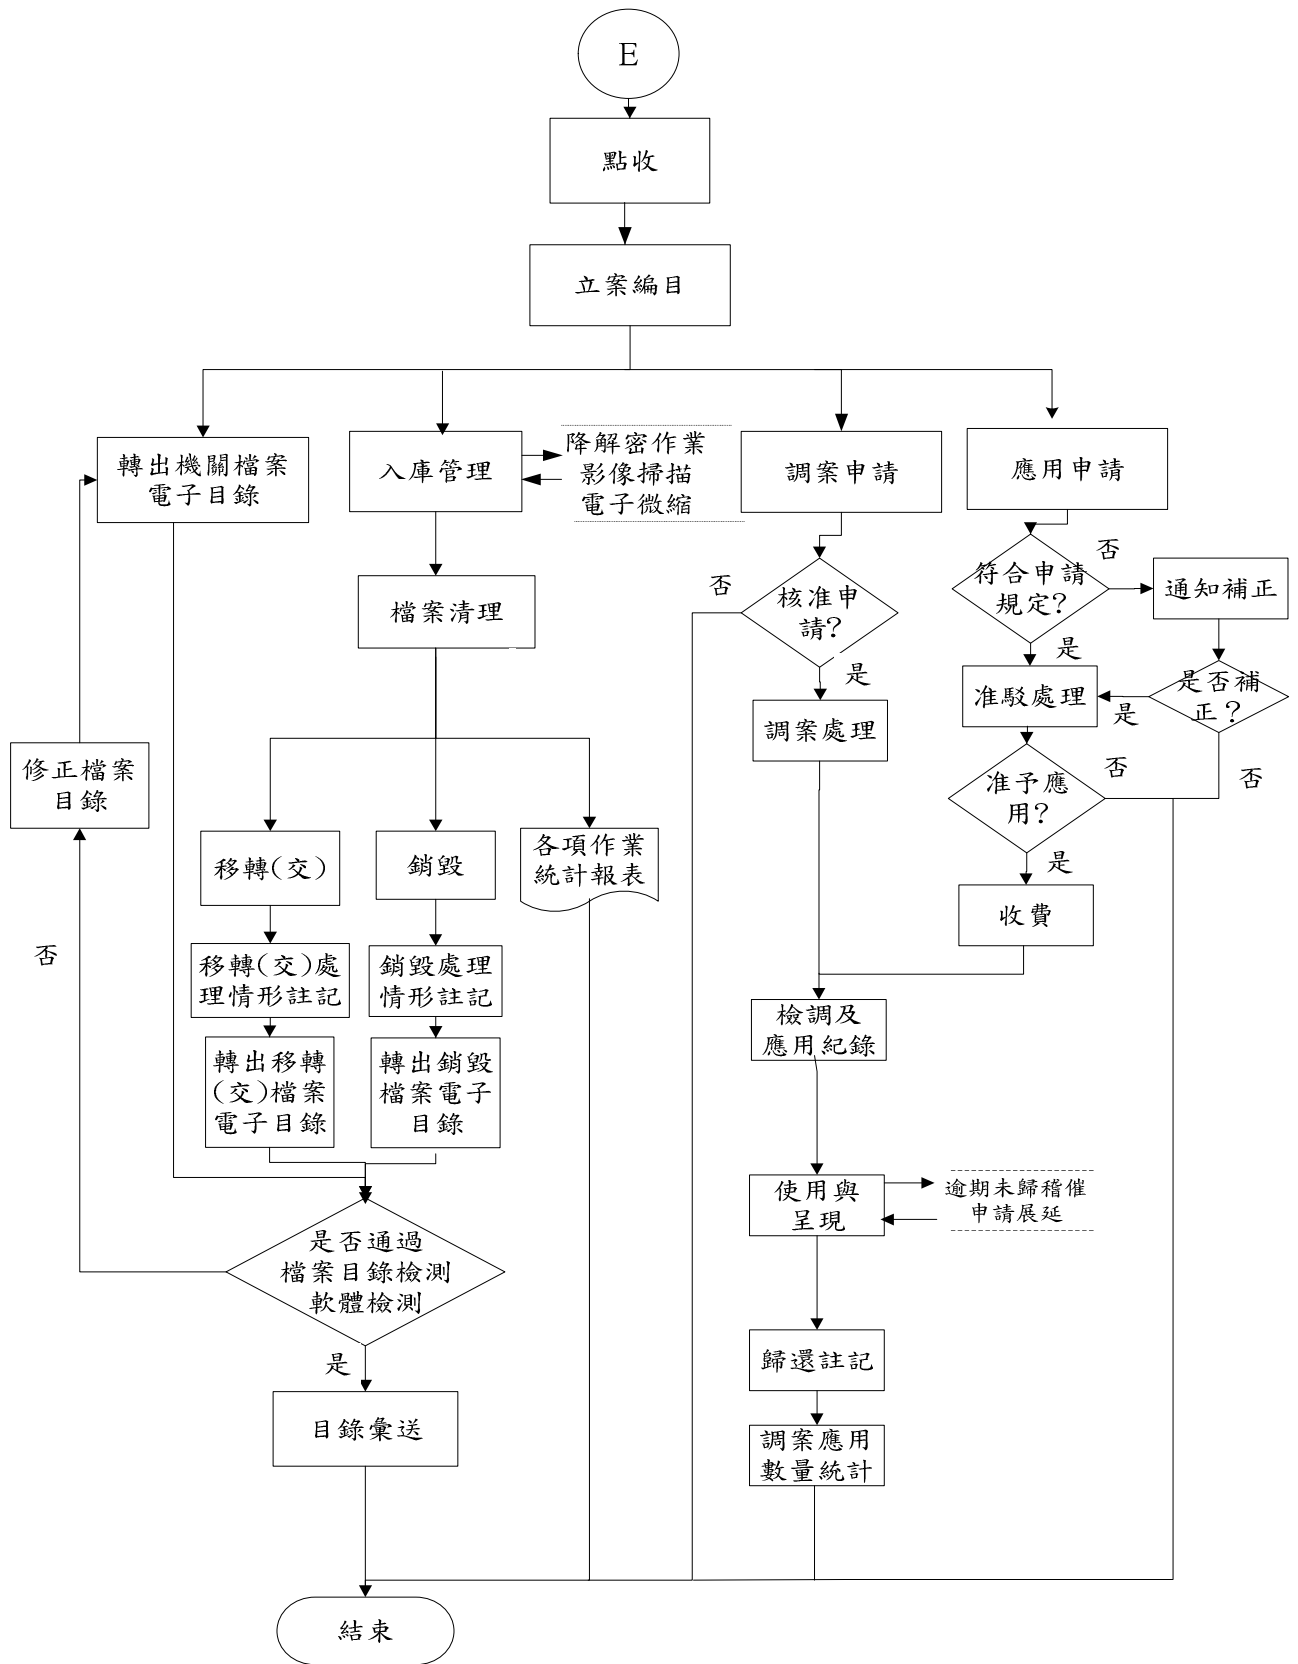 E
點收
立案編目
轉出機關檔案
電子目錄
入庫管理
降解密作業
影像掃描
電子微縮
調案申請
應用申請
否
符合申請
規定?
通知補正
是
檔案清理
否
核准申
請?
是
准駁處理
是否補
正?
是
調案處理
修正檔案
目錄
准予應
用?
否
否
是
移轉(交)
銷毀
各項作業
統計報表
收費
否
移轉(交)處
理情形註記
銷毀處理
情形註記
檢調及
應用紀錄
轉出移轉
(交)檔案
電子目錄
轉出銷毀
檔案電子
目錄
使用與
呈現
逾期未歸稽催
申請展延
是否通過
檔案目錄檢測
軟體檢測
是
歸還註記
目錄彙送
調案應用
數量統計
結束